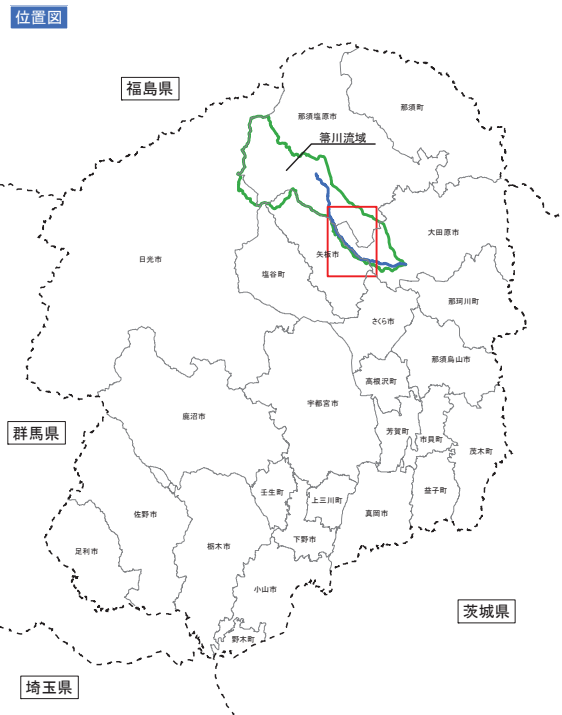 位置図
福島県
那須塩原市
那須町
箒川流域
大田原市
日光市
矢板市
塩谷町
那珂川町
さくら市
那須烏山市
高根沢町
宇都宮市
鹿沼市
群馬県
芳賀町
市貝町
茂木町
壬生町
上三川町
真岡市
益子町
佐野市
下野市
栃木市
足利市
小山市
茨城県
野木町
埼玉県